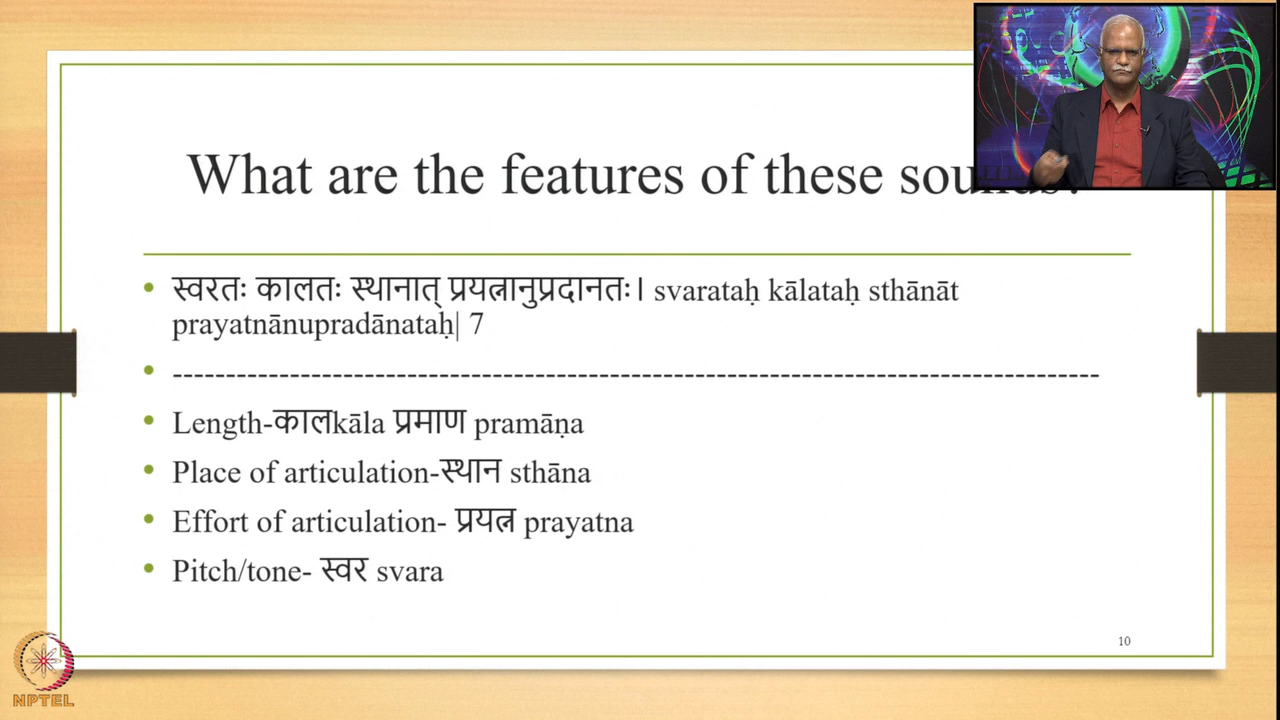 What are the features of these sounds?
• स्वरतः कालतः स्थानात् प्रयत्नानुप्रदानतः। svarataḥ kālataḥ sthānāt
prayatnānupradānataḥ| 7
• ---------------------------------------------------------------------------------------
• Length-कालkāla प्रमाण pramāṇa
• Place of articulation-स्थान sthāna
• Effort of articulation- प्रयत्न prayatna
• Pitch/tone- स्वर svara
10
NPTEL